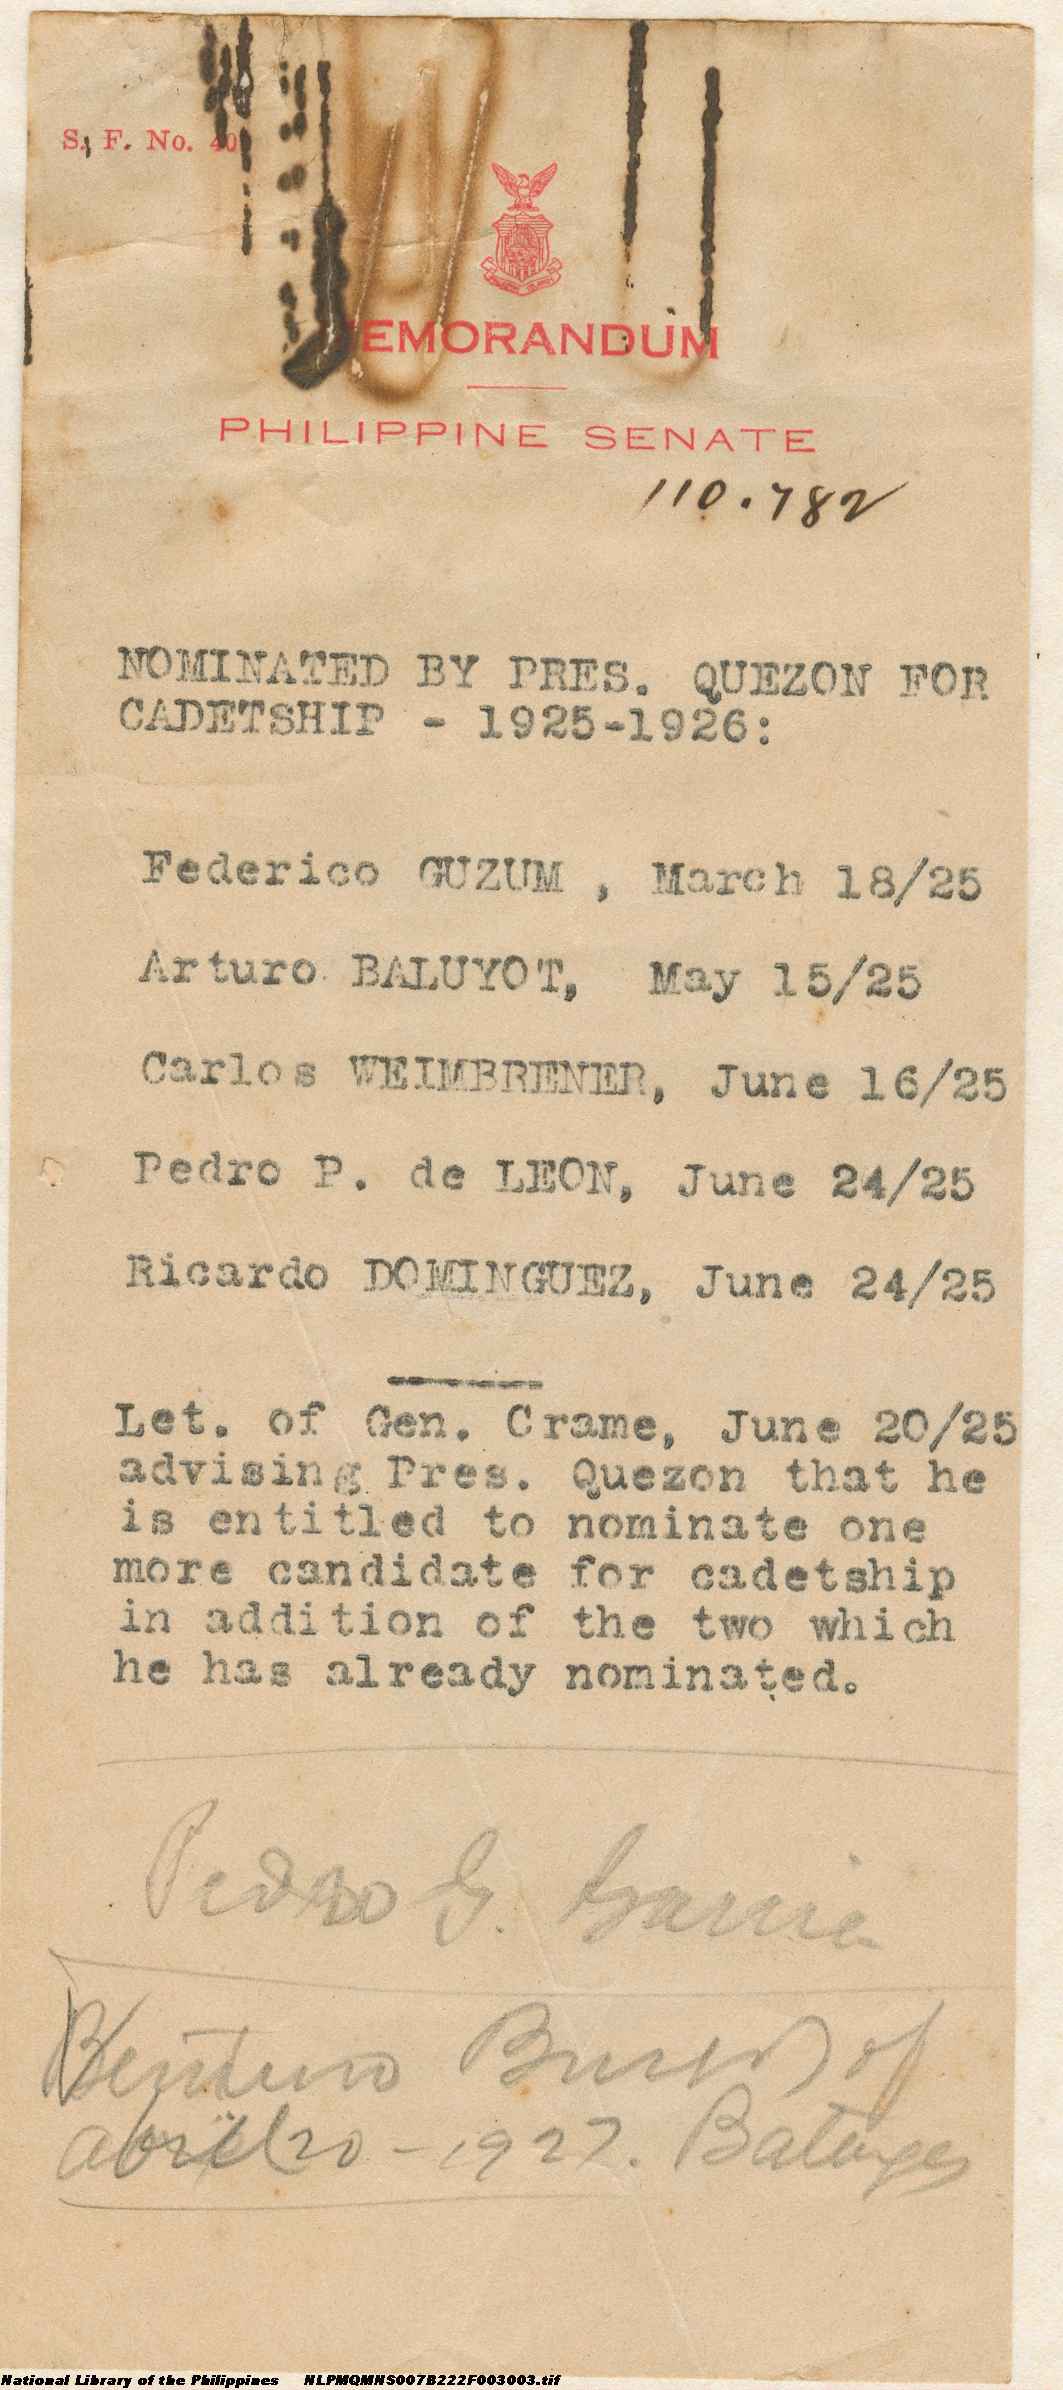 S. F. No. 40
MEMORANDUM
PHILIPPINE SENATE
110.782
NOMINATED BY PRES. QUEZON FOR
CADETSHIP - 1925-1926:
Federico GUZUM , March 18/25
Arturo BALUYOT, May 15/25
Carlos WEIMBRENER, June 16/25
Pedro P. de LEON, June 24/25
Ricardo DOMINGUEZ, June 24/25
Let. of Gen. Crame, June 20/25
advising Pres. Quezon that he
is entitled to nominate one
more candidate for cadetship
in addition of the two which
he has already nominated.
Pedro G. Garcia
of
abril 20 - 1927. Batangas
National Library of the Philippines NLPMQMNS007B222F003003.tif